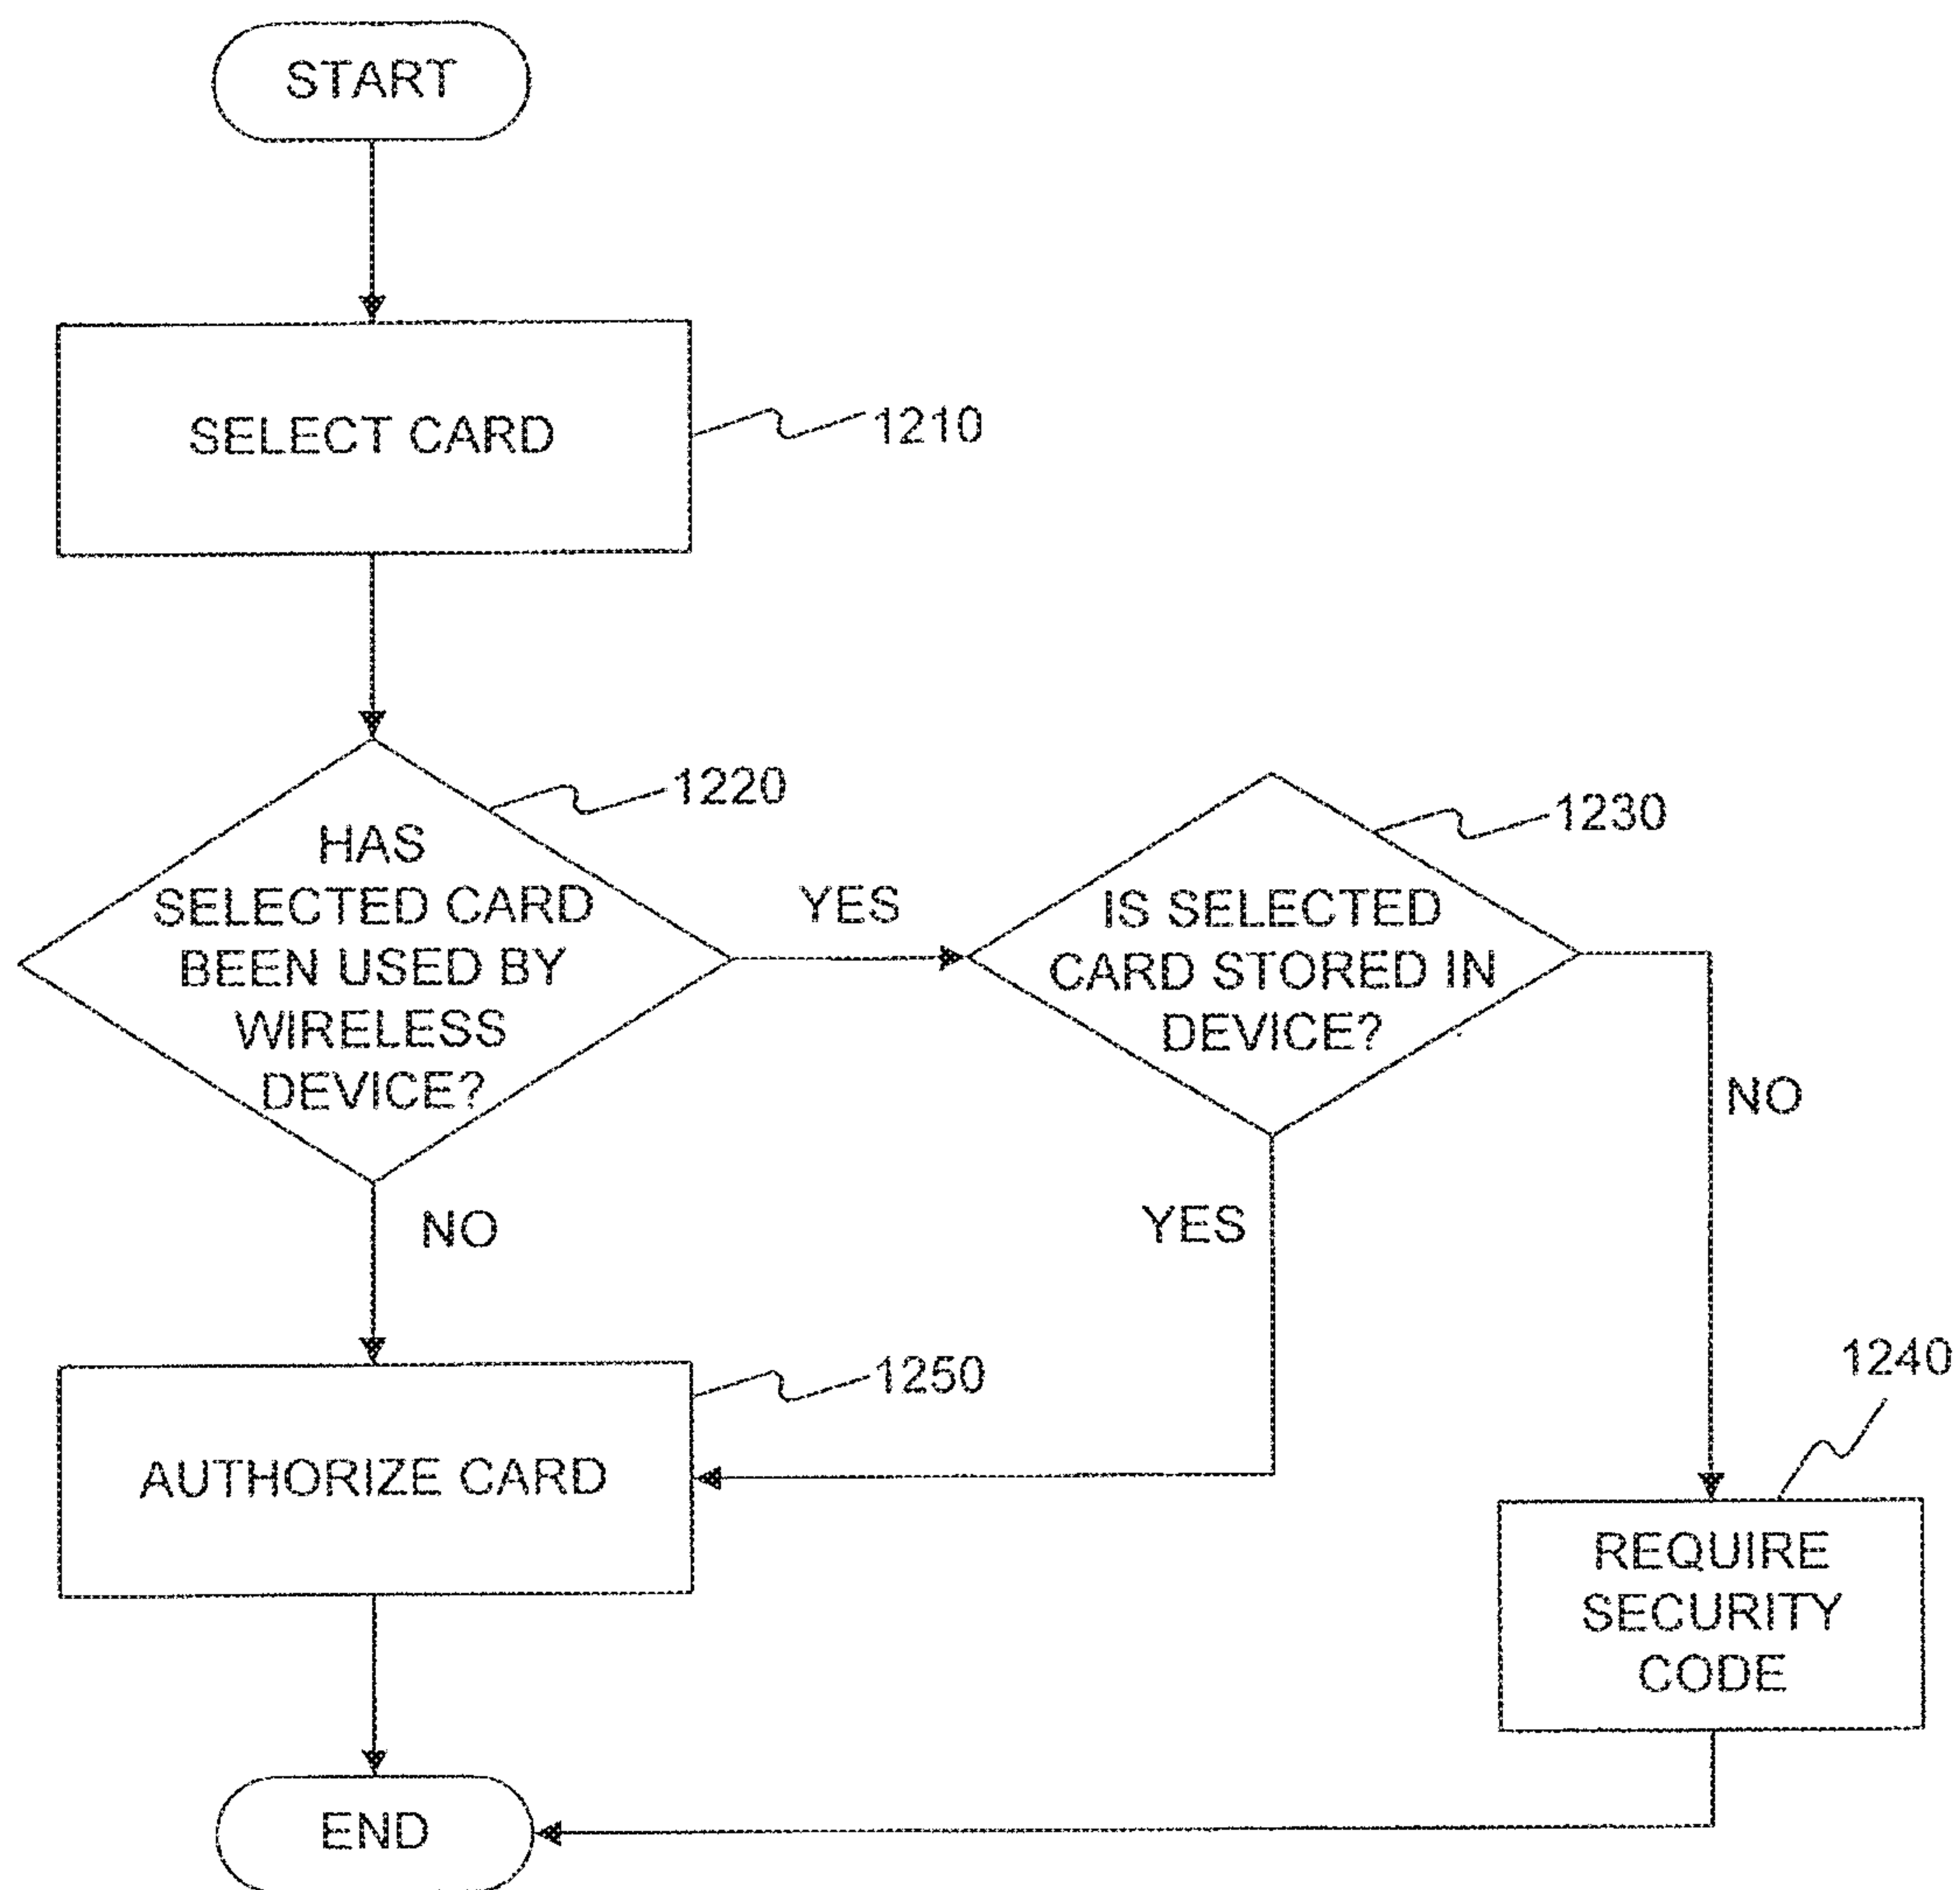 START
SELECT CARD
1210
1220
HAS
SELECTED CARD
BEEN USED BY
WIRELESS
DEVICE?
YES
1230
IS SELECTED
CARD STORED IN
DEVICE?
NO
NO
YES
1250
AUTHORIZE CARD
1240
REQUIRE
SECURITY
CODE
END